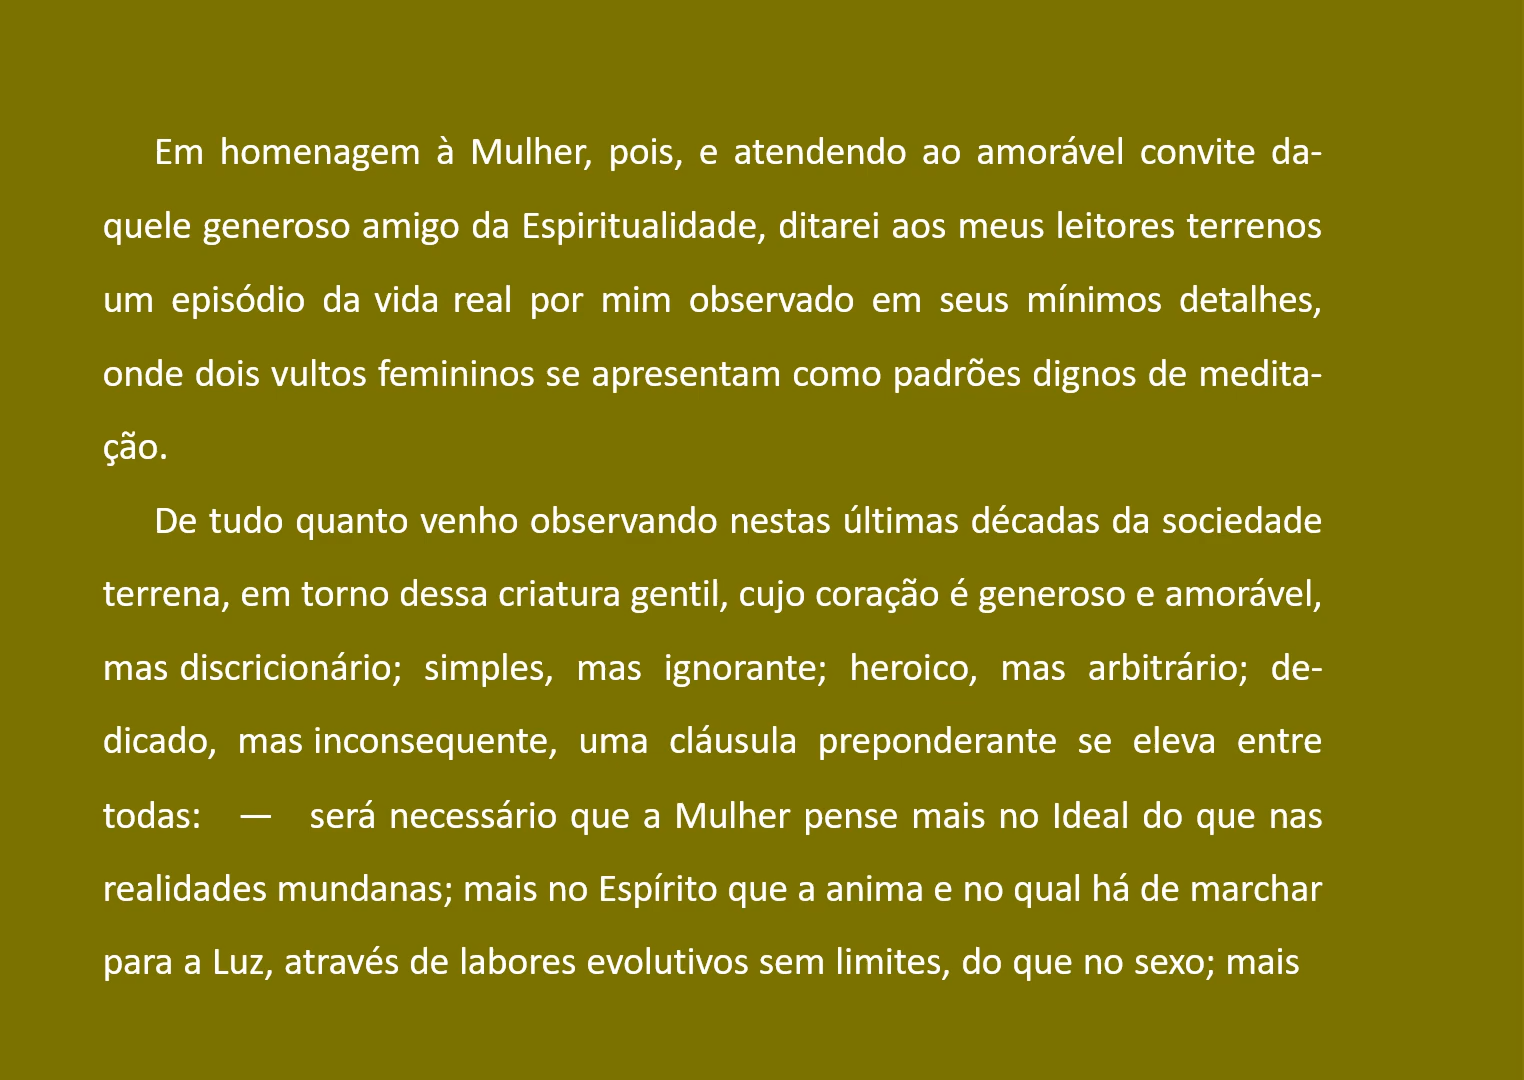 Em homenagem à Mulher, pois, e atendendo ao amorável convite da-
quele generoso amigo da Espiritualidade, ditarei aos meus leitores terrenos
um episódio da vida real por mim observado em seus mínimos detalhes,
onde dois vultos femininos se apresentam como padrões dignos de medita-
ção.
De tudo quanto venho observando nestas últimas décadas da sociedade
terrena, em torno dessa criatura gentil, cujo coração é generoso e amorável,
mas discricionário; simples, mas ignorante; heroico, mas arbitrário; de-
dicado, mas inconsequente, uma cláusula preponderante se eleva entre
todas: — será necessário que a Mulher pense mais no Ideal do que nas
realidades mundanas; mais no Espírito que a anima e no qual há de marchar
para a Luz, através de labores evolutivos sem limites, do que no sexo; mais